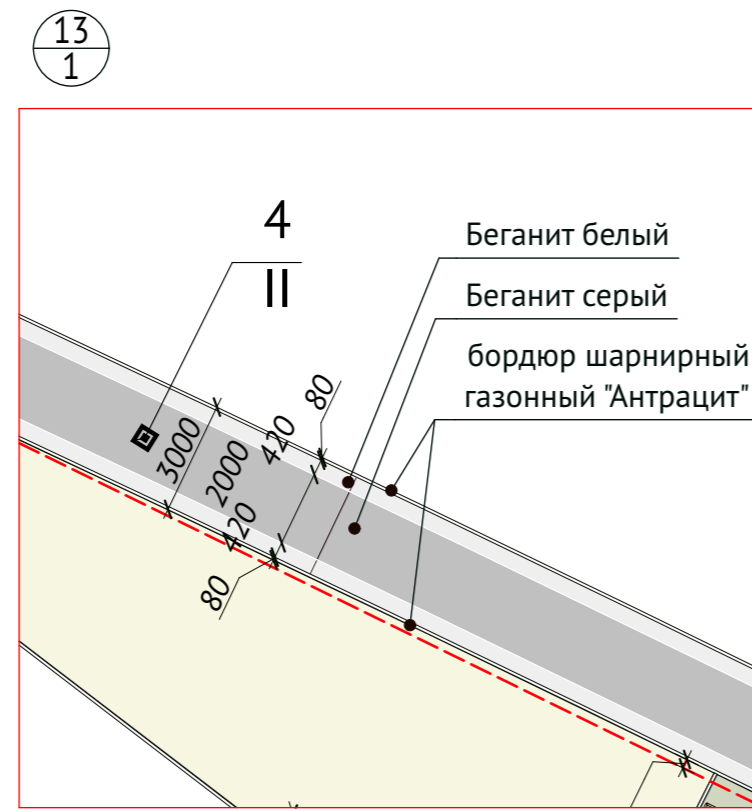 13
1
4
II
Беганит белый
Беганит серый
бордюр шарнирный
газонный "Антрацит"
80
420
2000
3000
420
80